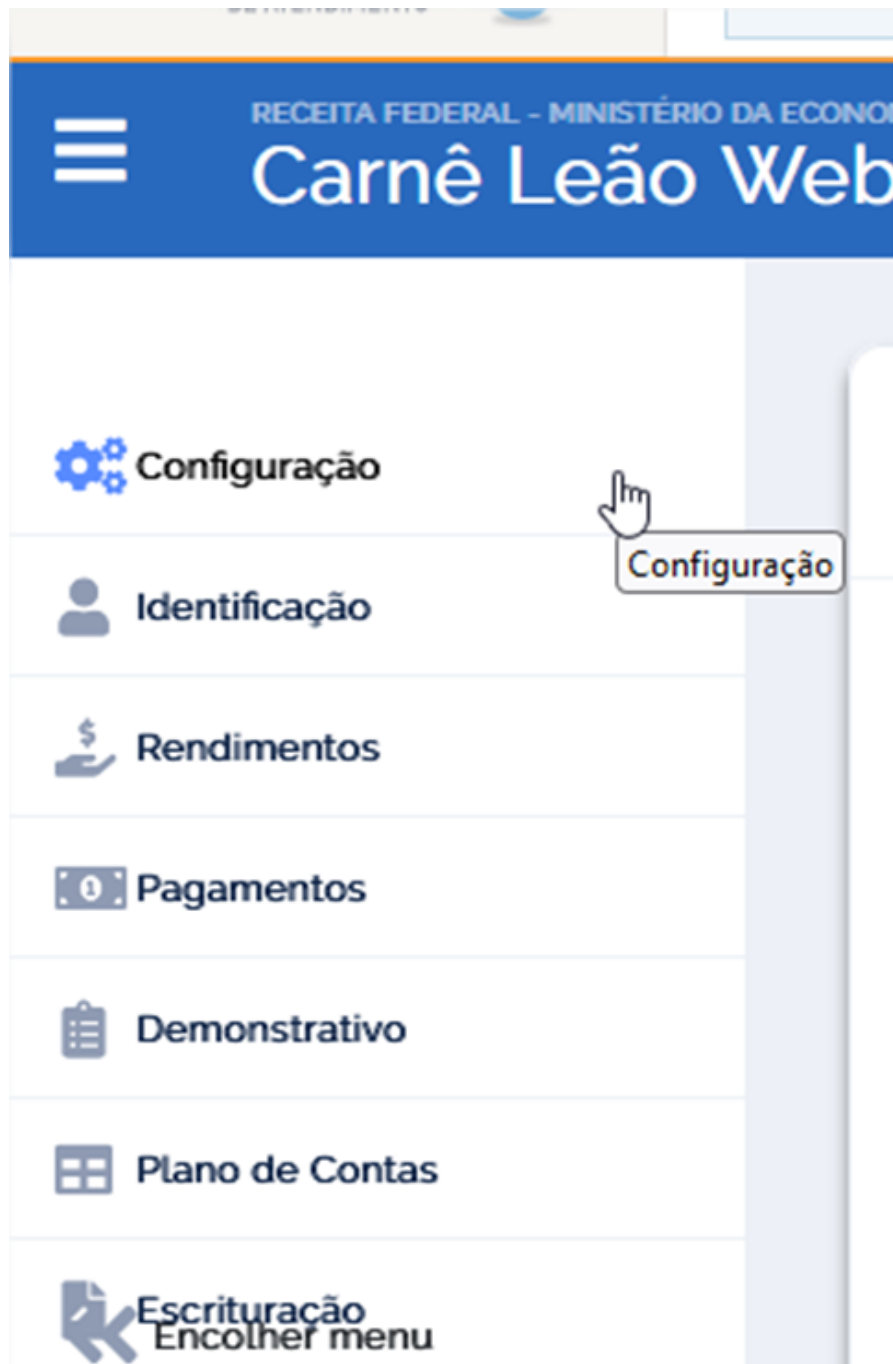 RECEITA FEDERAL - MINISTÉRIO DA
Carnê Leão Web
Configuração
Configuração
Identificação
$
Rendimentos
1
Pagamentos
Demonstrativo
Plano de Contas
Escrituração
Encolher menu